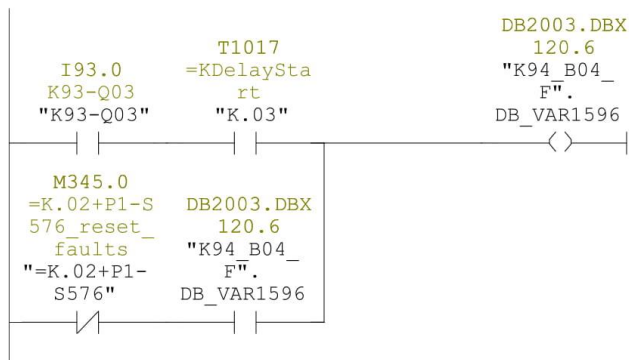 DB2003.DBX
120.6
"K94_B04_
F".
DB_VAR1596
T1017
=KDelaySta
rt
"K.03"
I93.0
K93-Q03
"K93-Q03"
M345.0
=K.02+P1-S
576_reset_
faults
"=K.02+P1-
S576"
DB2003.DBX
120.6
"K94_B04_
F".
DB_VAR1596